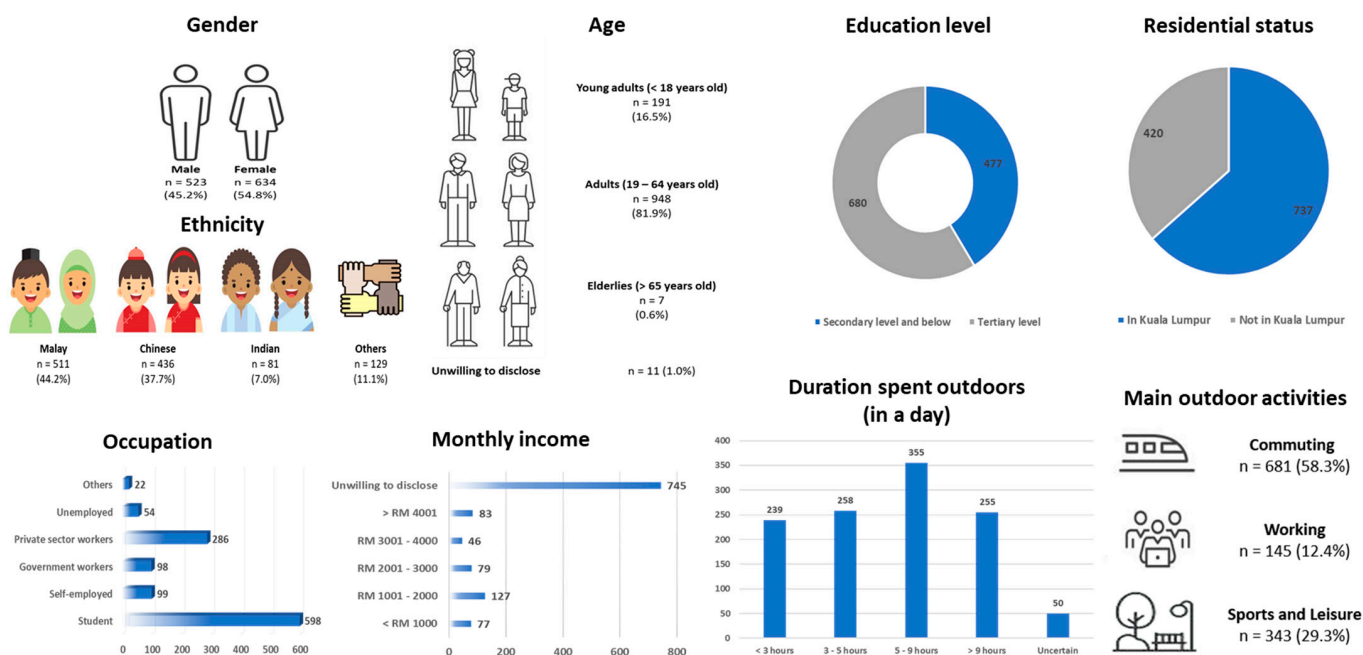 Gender
Male
n = 523
(45.2%)
Female
n = 634
(54.8%)
Ethnicity
Malay
n = 511
(44.2%)
Chinese
n = 436
(37.7%)
Indian
n = 81
(7.0%)
Others
n = 129
(11.1%)
Age
Young adults (< 18 years old)
n = 191
(16.5%)
Adults (19 – 64 years old)
n = 948
(81.9%)
Elderlies (> 65 years old)
n = 7
(0.6%)
Unwilling to disclose
n = 11 (1.0%)
Education level
477
680
Secondary level and below
Tertiary level
Residential status
420
737
In Kuala Lumpur
Not in Kuala Lumpur
Occupation
Others
22
Unemployed
54
Private sector workers
286
Government workers
98
Self-employed
99
Student
598
0 100 200 300 400 500 600
Monthly income
Unwilling to disclose
745
> RM 4001
83
RM 3001 - 4000
46
RM 2001 - 3000
79
RM 1001 - 2000
127
< RM 1000
77
0 200 400 600 800
Duration spent outdoors
(in a day)
400
350
300
250
200
150
100
50
0
239
258
355
255
50
< 3 hours
3 - 5 hours
5 - 9 hours
> 9 hours
Uncertain
Main outdoor activities
Commuting
n = 681 (58.3%)
Working
n = 145 (12.4%)
Sports and Leisure
n = 343 (29.3%)